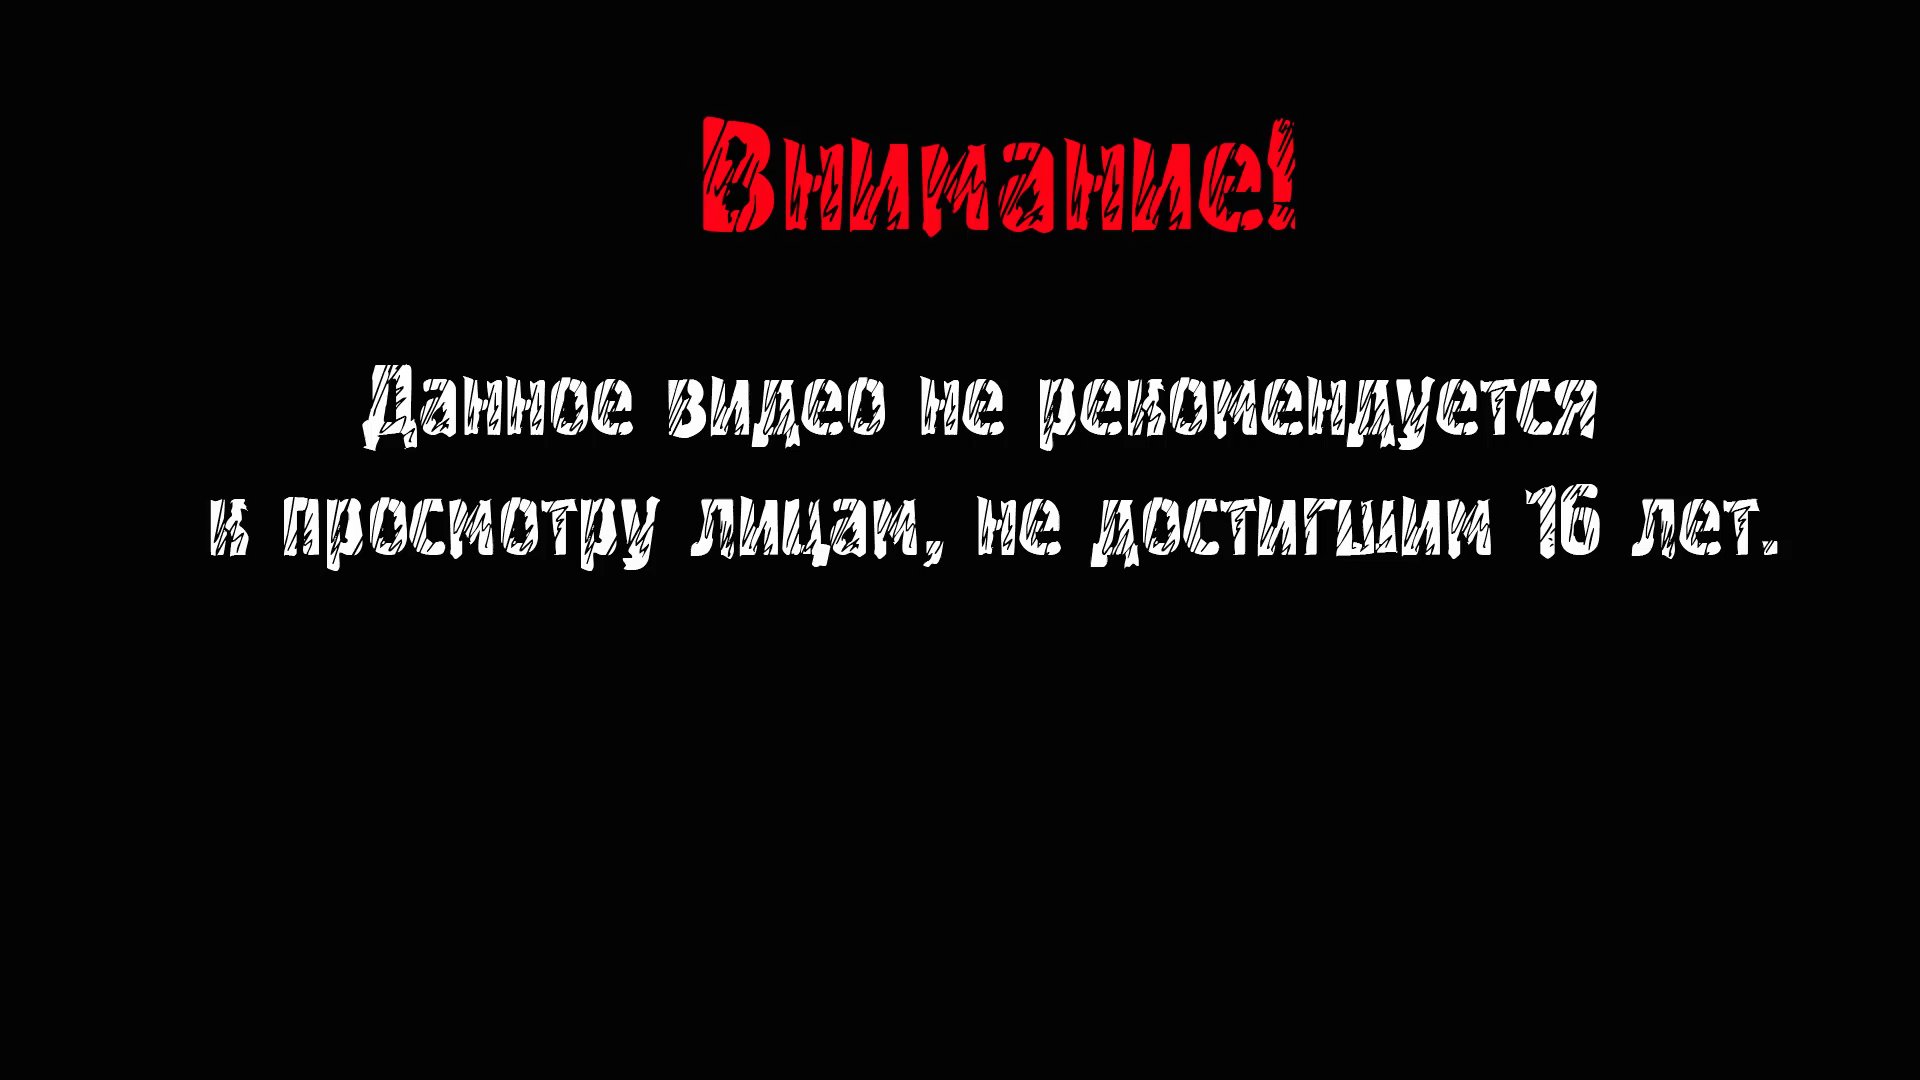 Внимание!
Данное видео не рекомендуется
к просмотру лицам, не достигшим 16 лет.